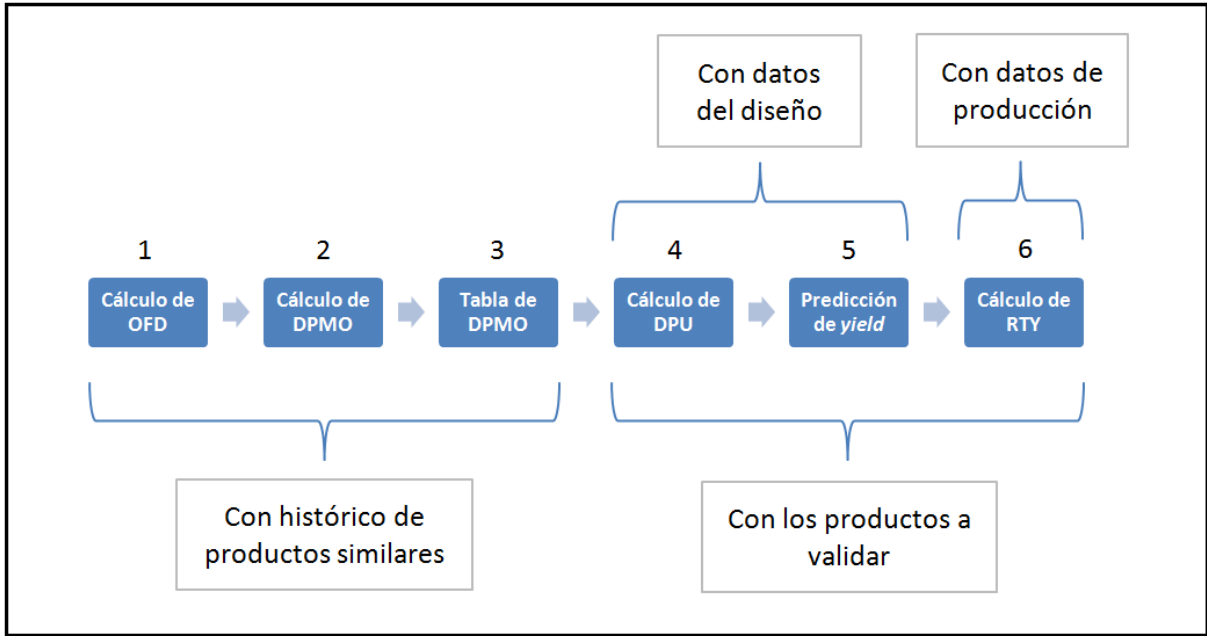 Con datos
del diseño
Con datos de
producción
1
2
3
4
5
6
Cálculo de
OFD
Cálculo de
DPMO
Tabla de
DPMO
Cálculo de
DPU
Predicción
de yield
Cálculo de
RTY
Con histórico de
productos similares
Con los productos a
validar